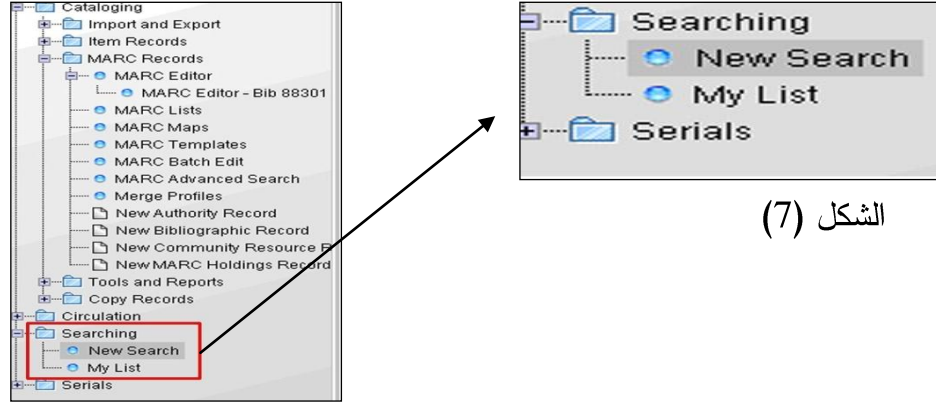 Cataloging
Import and Export
Item Records
MARC Records
MARC Editor
MARC Editor - Bib 88301
MARC Lists
MARC Maps
MARC Templates
MARC Batch Edit
MARC Advanced Search
Merge Profiles
New Authority Record
New Bibliographic Record
New Community Resource R
New MARC Holdings Record
Tools and Reports
Copy Records
Circulation
Searching
New Search
My List
Serials
Searching
New Search
My List
Serials
الشكل (7)